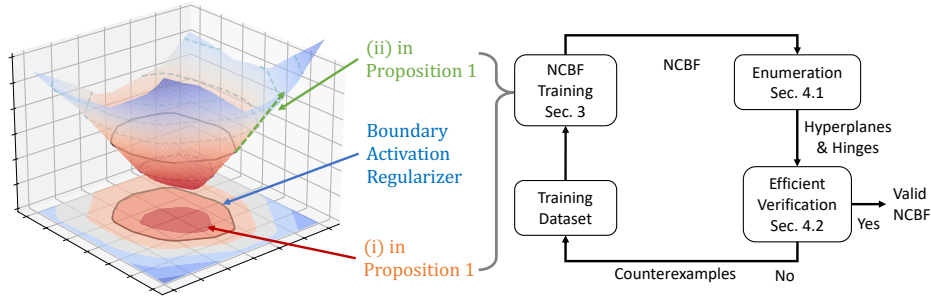 (ii) in
Proposition 1
Boundary
Activation
Regularizer
(i) in
Proposition 1
NCBF
Training
Sec. 3
NCBF
Enumeration
Sec. 4.1
Hyperplanes
& Hinges
Training
Dataset
Efficient
Verification
Sec. 4.2
Yes
Valid
NCBF
Counterexamples
No